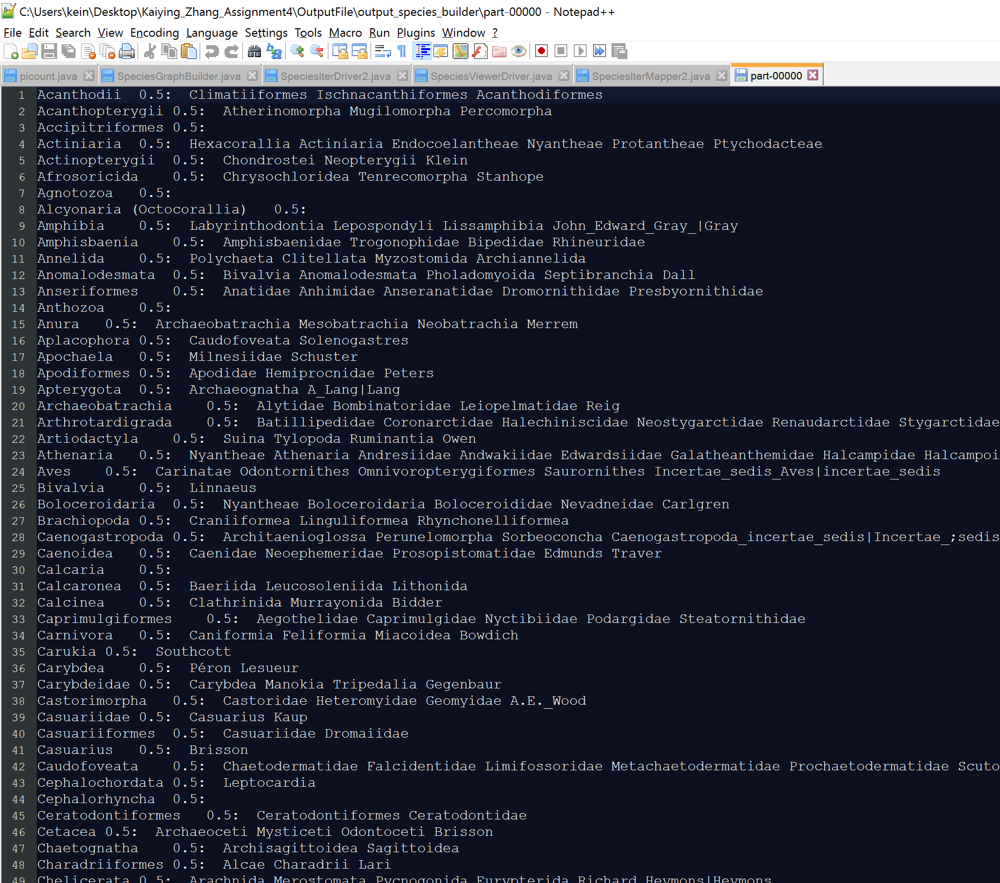 C:\Users\kein\Desktop\Kaiying_Zhang_Assignment4\OutputFile\output_species_builder\part-00000 - Notepad++
File Edit Search View Encoding Language Settings Tools Macro Run Plugins Window ?
picount.java SpeciesGraphBuilder.java SpeciesIterDriver2.java SpeciesViewerDriver.java SpeciesIterMapper2.java part-00000
1 Acanthodii 0.5: Climatiiformes Ischnacanthiformes Acanthodiformes
2 Acanthopterygii 0.5: Atherinomorpha Mugilomorpha Percomorpha
3 Accipitriformes 0.5:
4 Actiniaria 0.5: Hexacorallia Actiniaria Endocoelantheae Nyantheae Protantheae Ptychodacteae
5 Actinopterygii 0.5: Chondrostei Neopterygii Klein
6 Afrosoricida 0.5: Chrysochloridea Tenrecomorpha Stanhope
7 Agnotozoa 0.5:
8 Alcyonaria (Octocorallia) 0.5:
9 Amphibia 0.5: Labyrinthodontia Lepospondyli Lissamphibia John_Edward_Gray_|Gray
10 Amphisbaenia 0.5: Amphisbaenidae Trogonophidae Bipedidae Rhineuridae
11 Annelida 0.5: Polychaeta Clitellata Myzostomida Archiannelida
12 Anomalodesmata 0.5: Bivalvia Anomalodesmata Pholadomyoida Septibranchia Dall
13 Anseriformes 0.5: Anatidae Anhimidae Anseranatidae Dromornithidae Presbyornithidae
14 Anthozoa 0.5:
15 Anura 0.5: Archaeobatrachia Mesobatrachia Neobatrachia Merrem
16 Aplacophora 0.5: Caudofoveata Solenogastres
17 Apochaela 0.5: Milnesiidae Schuster
18 Apodiformes 0.5: Apodidae Hemiprocnidae Peters
19 Apterygota 0.5: Archaeognatha A_Lang|Lang
20 Archaeobatrachia 0.5: Alytidae Bombinatoridae Leiopelmatidae Reig
21 Arthrotardigrada 0.5: Batillipedidae Coronarctidae Halechiniscidae Neostygarctidae Renaudarctidae Stygarctidae
22 Artiodactyla 0.5: Suina Tylopoda Ruminantia Owen
23 Athenaria 0.5: Nyantheae Athenaria Andresiidae Andwakiidae Edwardsiidae Galatheanthemidae Halcampidae Halcampoi
24 Aves 0.5: Carinatae Odontornithes Omnivoropterygiformes Saurornithes Incertae_sedis_Aves|incertae_sedis
25 Bivalvia 0.5: Linnaeus
26 Boloceroidaria 0.5: Nyantheae Boloceroidaria Boloceroididae Nevadneidae Carlgren
27 Brachiopoda 0.5: Craniiformea Linguliformea Rhynchonelliformea
28 Caenogastropoda 0.5: Architaenioglossa Perunelomorpha Sorbeoconcha Caenogastropoda_incertae_sedis|Incertae_;sedis
29 Caenoidea 0.5: Caenidae Neoephemeridae Prosopistomatidae Edmunds Traver
30 Calcaria 0.5:
31 Calcaronea 0.5: Baeriida Leucosoleniida Lithonida
32 Calcinea 0.5: Clathrinida Murrayonida Bidder
33 Caprimulgiformes 0.5: Aegothelidae Caprimulgidae Nyctibiidae Podargidae Steatornithidae
34 Carnivora 0.5: Caniformia Feliformia Miacoidea Bowdich
35 Carukia 0.5: Southcott
36 Carybdea 0.5: Péron Lesueur
37 Carybdeidae 0.5: Carybdea Manokia Tripedalia Gegenbaur
38 Castorimorpha 0.5: Castoridae Heteromyidae Geomyidae A.E._Wood
39 Casuariidae 0.5: Casuarius Kaup
40 Casuariiformes 0.5: Casuariidae Dromaiidae
41 Casuarius 0.5: Brisson
42 Caudofoveata 0.5: Chaetodermatidae Falcidentidae Limifossoridae Metachaetodermatidae Prochaetodermatidae Scuto
43 Cephalochordata 0.5: Leptocardia
44 Cephalorhyncha 0.5:
45 Ceratodontiformes 0.5: Ceratodontiformes Ceratodontidae
46 Cetacea 0.5: Archaeoceti Mysticeti Odontoceti Brisson
47 Chaetognatha 0.5: Archisagittoidea Sagittoidea
48 Charadriiformes 0.5: Alcae Charadrii Lari
49 Chelicerata 0.5: Arachnida Merostomata Pycnogonida Eurypterida Richard_Heymons|Heymons